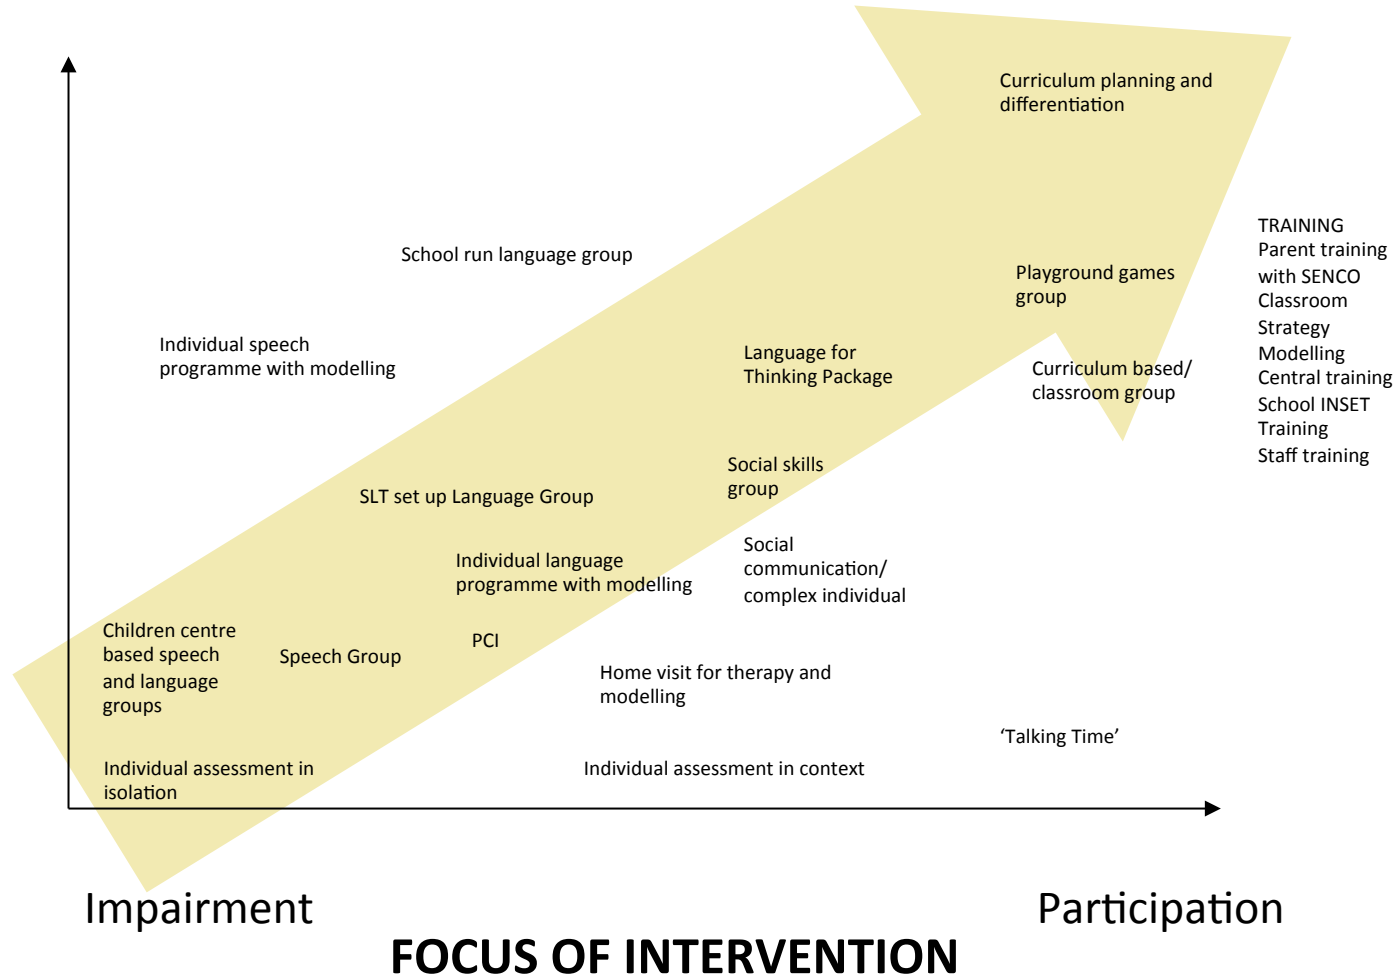 Curriculum planning and
differentiation
TRAINING
Parent training
with SENCO
Classroom
Strategy
Modelling
Central training
School INSET
Training
Staff training
School run language group
Playground games
group
Individual speech
programme with modelling
Language for
Thinking Package
Curriculum based/
classroom group
Social skills
group
SLT set up Language Group
Individual language
programme with modelling
Social
communication/
complex individual
Children centre
based speech
and language
groups
Speech Group
PCI
Home visit for therapy and
modelling
‘Talking Time’
Individual assessment in
isolation
Individual assessment in context
Impairment
Participation
FOCUS OF INTERVENTION